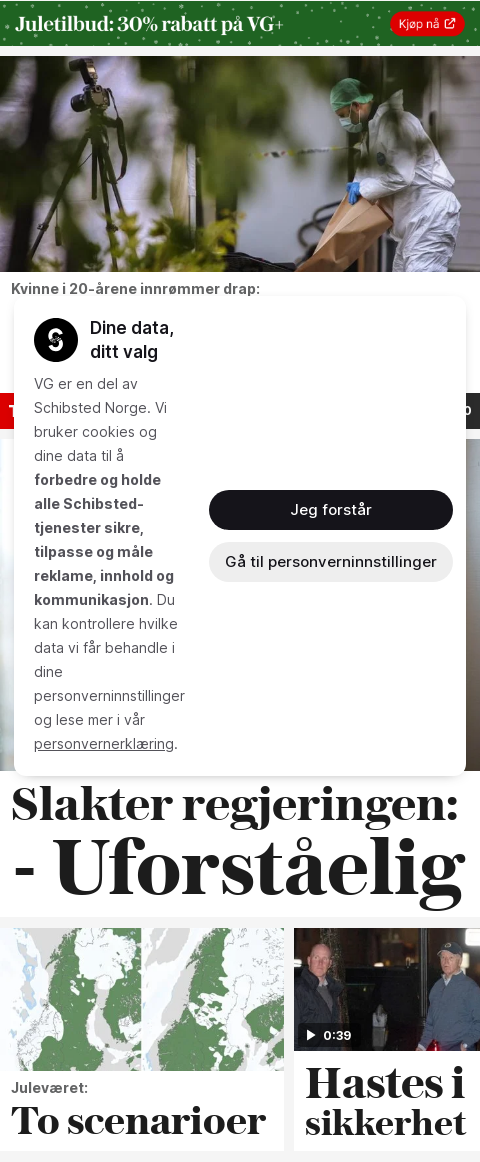 Juletilbud: 30% rabatt på VG+
Kjøp nå
Kvinne i 20-årene innrømmer drap:
Dine data,
ditt valg
VG er en del av
Schibsted Norge. Vi
bruker cookies og
dine data til å
forbedre og holde
alle Schibsted-
tjenester sikre,
tilpasse og måle
reklame, innhold og
kommunikasjon. Du
kan kontrollere hvilke
data vi får behandle i
dine
personverninnstillinger
og lese mer i vår
personvernerklæring.
Jeg forstår
Gå til personverninnstillinger
Slakter regjeringen:
- Uforståelig
Juleværet:
To scenarioer
0:39
Hastes i
sikkerhet